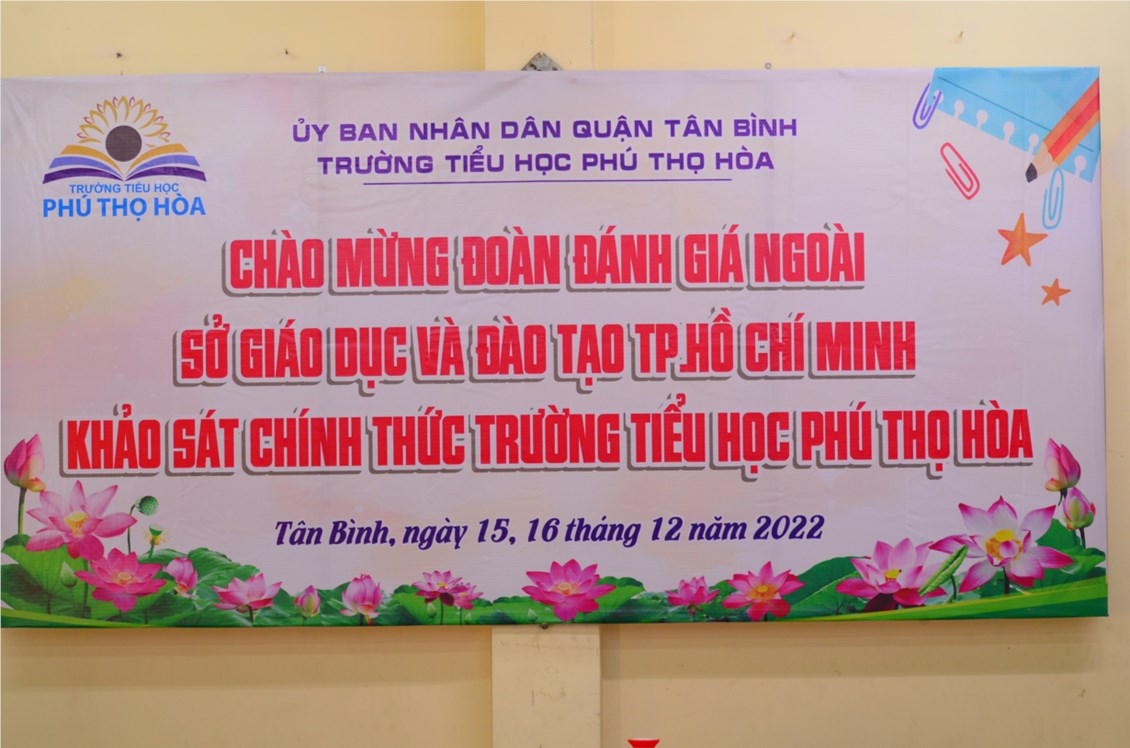 TRƯỜNG TIỂU HỌC
PHÚ THỌ HÒA
ỦY BAN NHÂN DÂN QUẬN TÂN BÌNH
TRƯỜNG TIỂU HỌC PHÚ THỌ HÒA
CHÀO MỪNG ĐOÀN ĐÁNH GIÁ NGOÀI
SỞ GIÁO DỤC VÀ ĐÀO TẠO TP.HỒ CHÍ MINH
KHẢO SÁT CHÍNH THỨC TRƯỜNG TIỂU HỌC PHÚ THỌ HÒA
Tân Bình, ngày 15, 16 tháng 12 năm 2022